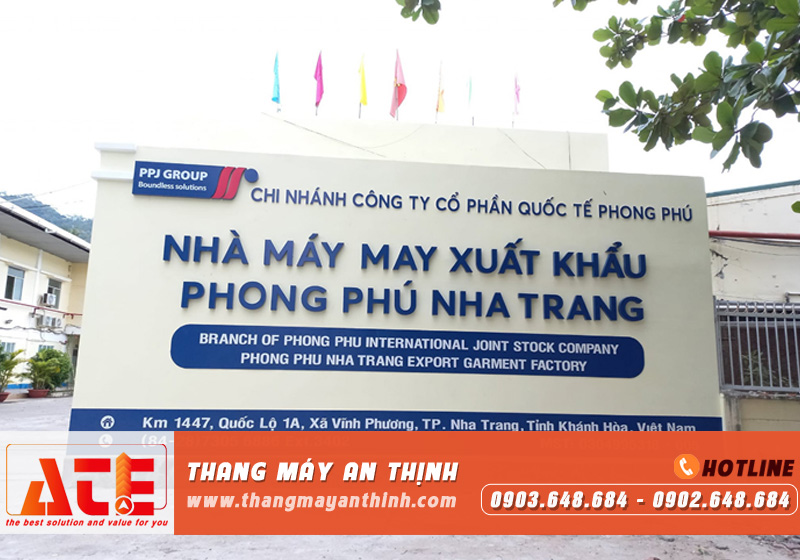 PPJ GROUP
Boundless solutions
CHI NHÁNH CÔNG TY CỔ PHẦN QUỐC TẾ PHONG PHÚ
NHÀ MÁY MAY XUẤT KHẨU
PHONG PHÚ NHA TRANG
BRANCH OF PHONG PHU INTERNATIONAL JOINT STOCK COMPANY
PHONG PHU NHA TRANG EXPORT GARMENT FACTORY
Km 1447, Quốc Lộ 1A, Xã Vĩnh Phương, TP. Nha Trang, Tỉnh Khánh Hòa, Việt Nam
ATE
the best solution and value for you
THANG MÁY AN THỊNH
www.thangmayanthinh.com
HOTLINE
0903.648.684 - 0902.648.684